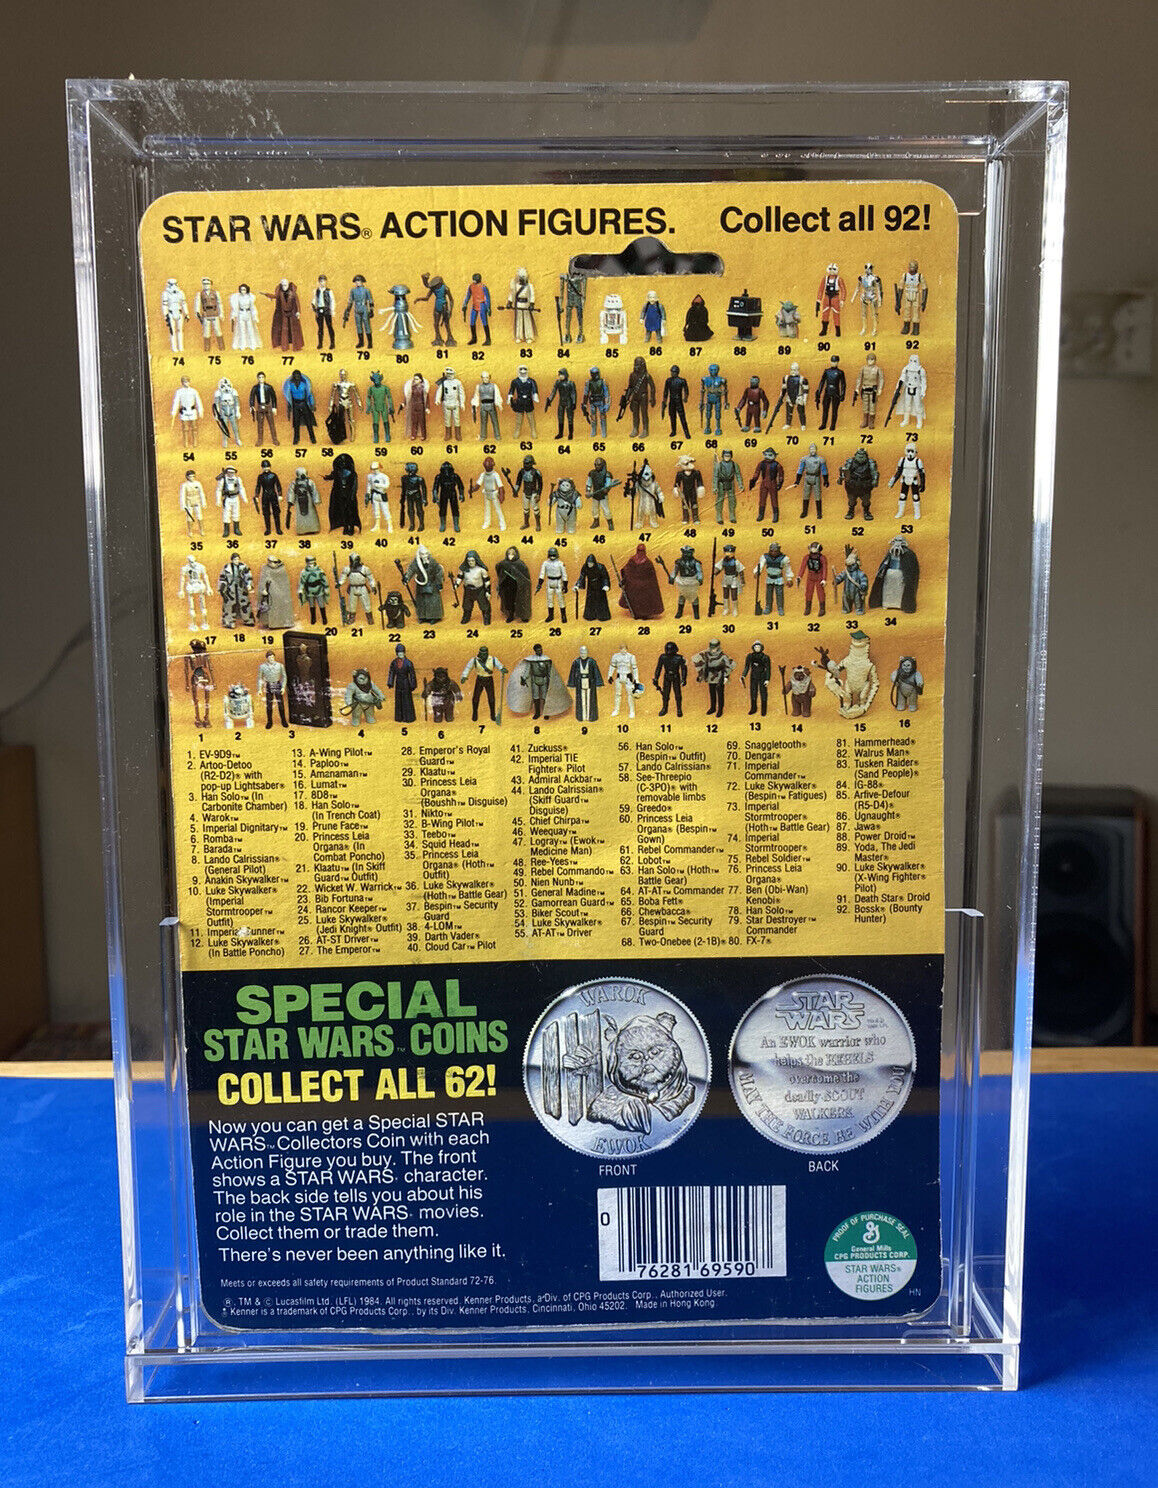 STAR WARS® ACTION FIGURES. Collect all 92!
74 75 76 77 78 79 80 81 82 83 84 85 86 87 88 89 90 91 92
54 55 56 57 58 59 60 61 62 63 64 65 66 67 68 69 70 71 72 73
35 36 37 38 39 40 41 42 43 44 45 46 47 48 49 50 51 52 53
17 18 19 20 21 22 23 24 25 26 27 28 29 30 31 32 33 34
1 2 3 4 5 6 7 8 9 10 11 12 13 14 15 16
1. EV-9D9™
2. Artoo-Detoo
(R2-D2)® with
pop-up Lightsaber®
3. Han Solo™ (In
Carbonite Chamber)
4. Warok™
5. Imperial Dignitary™
6. Romba™
7. Barada™
8. Lando Calrissian®
(General Pilot)
9. Anakin Skywalker™
10. Luke Skywalker®
(Imperial
Stormtrooper™
Outfit)
11. Imperial Gunner™
12. Luke Skywalker®
(In Battle Poncho)
13. A-Wing Pilot™
14. Paploo™
15. Amanaman™
16. Lumat™
17. 8D8™
18. Han Solo™
(In Trench Coat)
19. Prune Face™
20. Princess Leia
Organa® (In
Combat Poncho)
21. Klaatu™ (In Skiff
Guard™ Outfit)
22. Wicket W. Warrick™
23. Bib Fortuna™
24. Rancor Keeper™
25. Luke Skywalker®
(Jedi Knight® Outfit)
26. AT-ST Driver™
27. The Emperor™
28. Emperor's Royal
Guard™
29. Klaatu™
30. Princess Leia
Organa®
(Boushh™ Disguise)
31. Nikto™
32. B-Wing Pilot™
33. Teebo™
34. Squid Head™
35. Princess Leia
Organa® (Hoth™
Outfit)
36. Luke Skywalker®
(Hoth™ Battle Gear)
37. Bespin™ Security
Guard
38. 4-LOM™
39. Darth Vader®
40. Cloud Car™ Pilot
41. Zuckuss®
42. Imperial TIE
Fighter® Pilot
43. Admiral Ackbar™
44. Lando Calrissian®
(Skiff Guard™
Disguise)
45. Chief Chirpa™
46. Weequay™
47. Logray™ (Ewok™
Medicine Man)
48. Ree-Yees™
49. Rebel Commando™
50. Nien Nunb™
51. General Madine™
52. Gamorrean Guard™
53. Biker Scout™
54. Luke Skywalker®
55. AT-AT™ Driver
56. Han Solo™
(Bespin™ Outfit)
57. Lando Calrissian®
58. See-Threepio
(C-3PO)® with
removable limbs
59. Greedo®
60. Princess Leia
Organa® (Bespin™
Gown)
61. Rebel Commander™
62. Lobot™
63. Han Solo™ (Hoth™
Battle Gear)
64. AT-AT™ Commander
65. Boba Fett®
66. Chewbacca®
67. Bespin™ Security
Guard
68. Two-Onebee (2-1B)®
69. Snaggletooth®
70. Dengar®
71. Imperial
Commander™
72. Luke Skywalker®
(Bespin™ Fatigues)
73. Imperial
Stormtrooper®
(Hoth™ Battle Gear)
74. Imperial
Stormtrooper®
75. Rebel Soldier™
76. Princess Leia
Organa®
77. Ben (Obi-Wan)
Kenobi®
78. Han Solo™
79. Star Destroyer™
Commander
80. FX-7®
81. Hammerhead®
82. Walrus Man®
83. Tusken Raider®
(Sand People)®
84. IG-88®
85. Arfive-Defour
(R5-D4)®
86. Ugnaught®
87. Jawa®
88. Power Droid™
89. Yoda, The Jedi
Master®
90. Luke Skywalker®
(X-Wing Fighter®
Pilot)
91. Death Star® Droid
92. Bossk® (Bounty
Hunter)
SPECIAL
STAR WARS™ COINS
COLLECT ALL 62!
Now you can get a Special STAR
WARS™ Collectors Coin with each
Action Figure you buy. The front
shows a STAR WARS® character.
The back side tells you about his
role in the STAR WARS® movies.
Collect them or trade them.
There's never been anything like it.
Meets or exceeds all safety requirements of Product Standard 72-76.
®, TM & © Lucasfilm Ltd. (LFL) 1984. All rights reserved. Kenner Products, a Div. of CPG Products Corp., Authorized User.
Kenner is a trademark of CPG Products Corp., by its Div. Kenner Products, Cincinnati, Ohio 45202. Made in Hong Kong
WAROK
EWOK
FRONT
STAR
WARS
An EWOK warrior who
helps the REBELS
overcome the
deadly SCOUT
WALKERS
MAY THE FORCE BE WITH YOU
BACK
0 76281 69590
PROOF OF PURCHASE SEAL
General Mills
CPG PRODUCTS CORP.
STAR WARS®
ACTION
FIGURES
HN